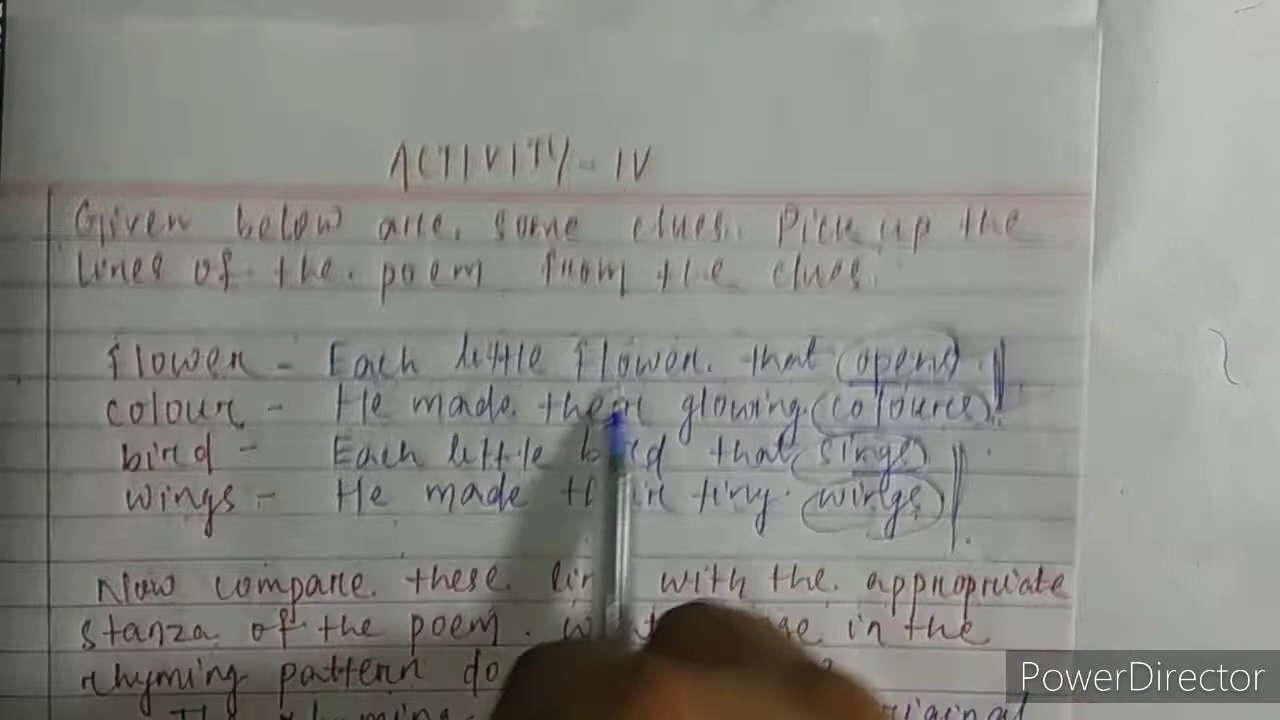 ACTIVITY - IV
Given below are some clues. Pick up the
lines of the poem from the clues.
flower - Each little flower that opens.
colour - He made their glowing colours.
bird - Each little bird that sings
wings - He made their tiny wings
Now compare these with the appropriate
stanza of the poem. in the
rhyming pattern do
The rhyming original
PowerDirector